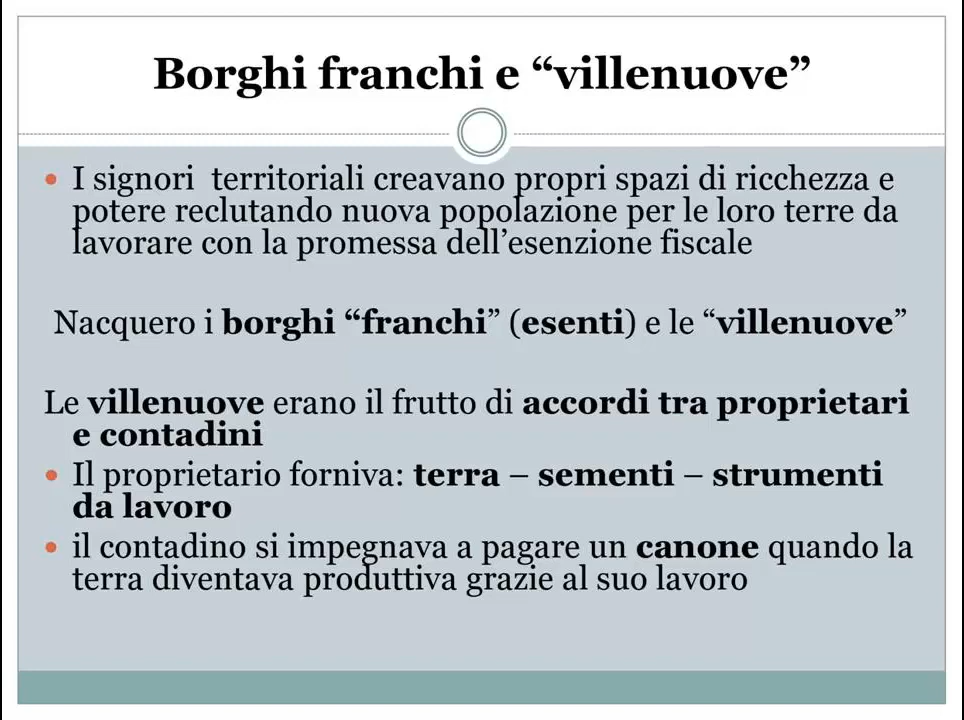 Borghi franchi e “villenuove”
• I signori  territoriali creavano propri spazi di ricchezza e
potere reclutando nuova popolazione per le loro terre da
lavorare con la promessa dell’esenzione fiscale
Nacquero i borghi “franchi” (esenti) e le “villenuove”
Le villenuove erano il frutto di accordi tra proprietari
e contadini
• Il proprietario forniva: terra – sementi – strumenti
da lavoro
• il contadino si impegnava a pagare un canone quando la
terra diventava produttiva grazie al suo lavoro